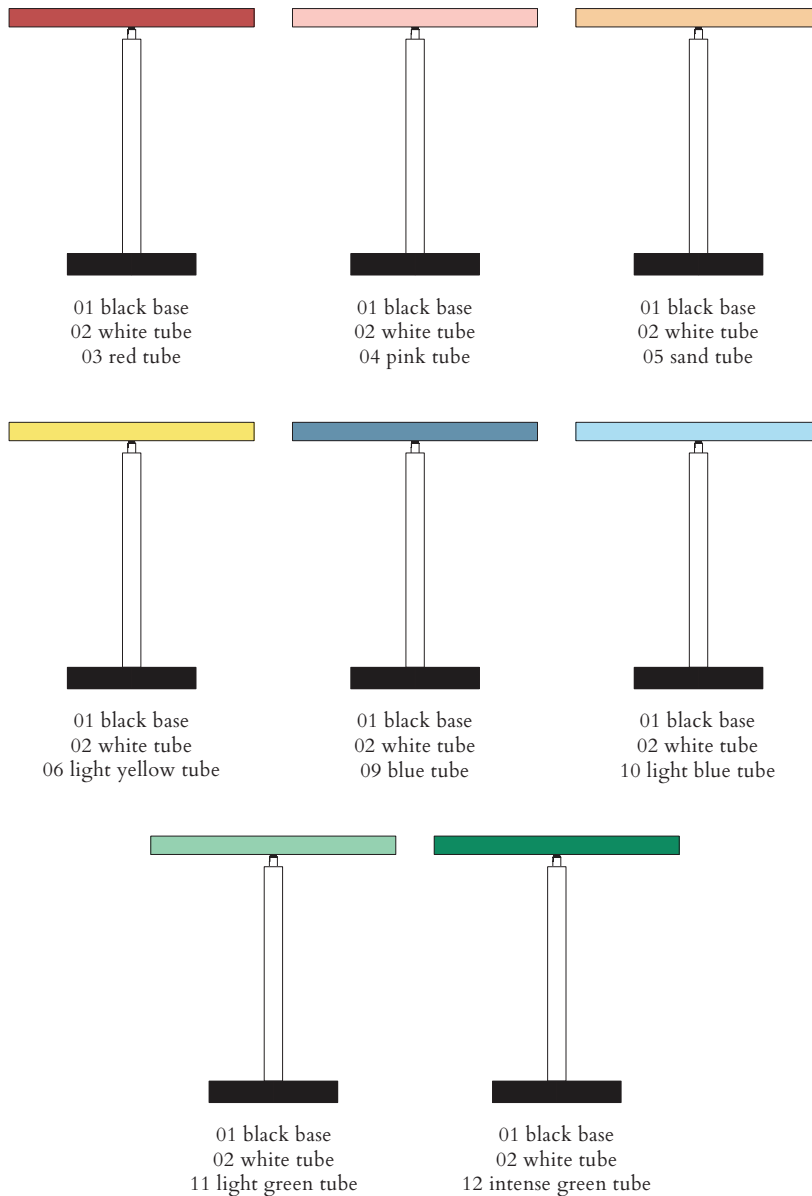 01 black base
02 white tube
03 red tube
01 black base
02 white tube
04 pink tube
01 black base
02 white tube
05 sand tube
01 black base
02 white tube
06 light yellow tube
01 black base
02 white tube
09 blue tube
01 black base
02 white tube
10 light blue tube
01 black base
02 white tube
11 light green tube
01 black base
02 white tube
12 intense green tube